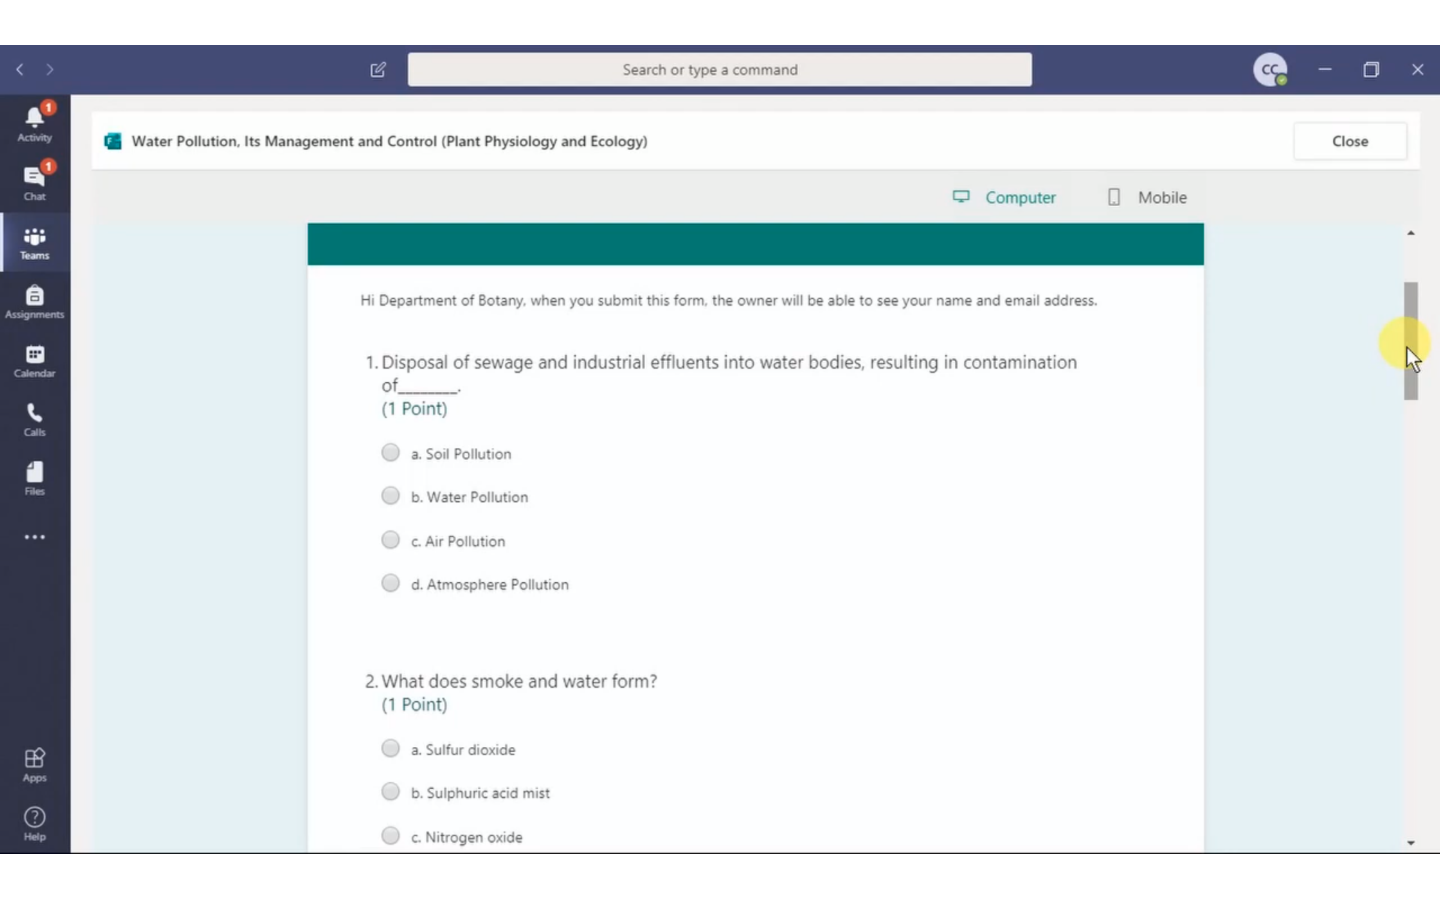 Search or type a command
CC
1
Activity
1
Chat
Teams
Assignments
Calendar
Calls
Files
Apps
Help
Water Pollution, Its Management and Control (Plant Physiology and Ecology)
Close
Computer
Mobile
Hi Department of Botany, when you submit this form, the owner will be able to see your name and email address.
1. Disposal of sewage and industrial effluents into water bodies, resulting in contamination
of________.
(1 Point)
a. Soil Pollution
b. Water Pollution
c. Air Pollution
d. Atmosphere Pollution
2. What does smoke and water form?
(1 Point)
a. Sulfur dioxide
b. Sulphuric acid mist
c. Nitrogen oxide